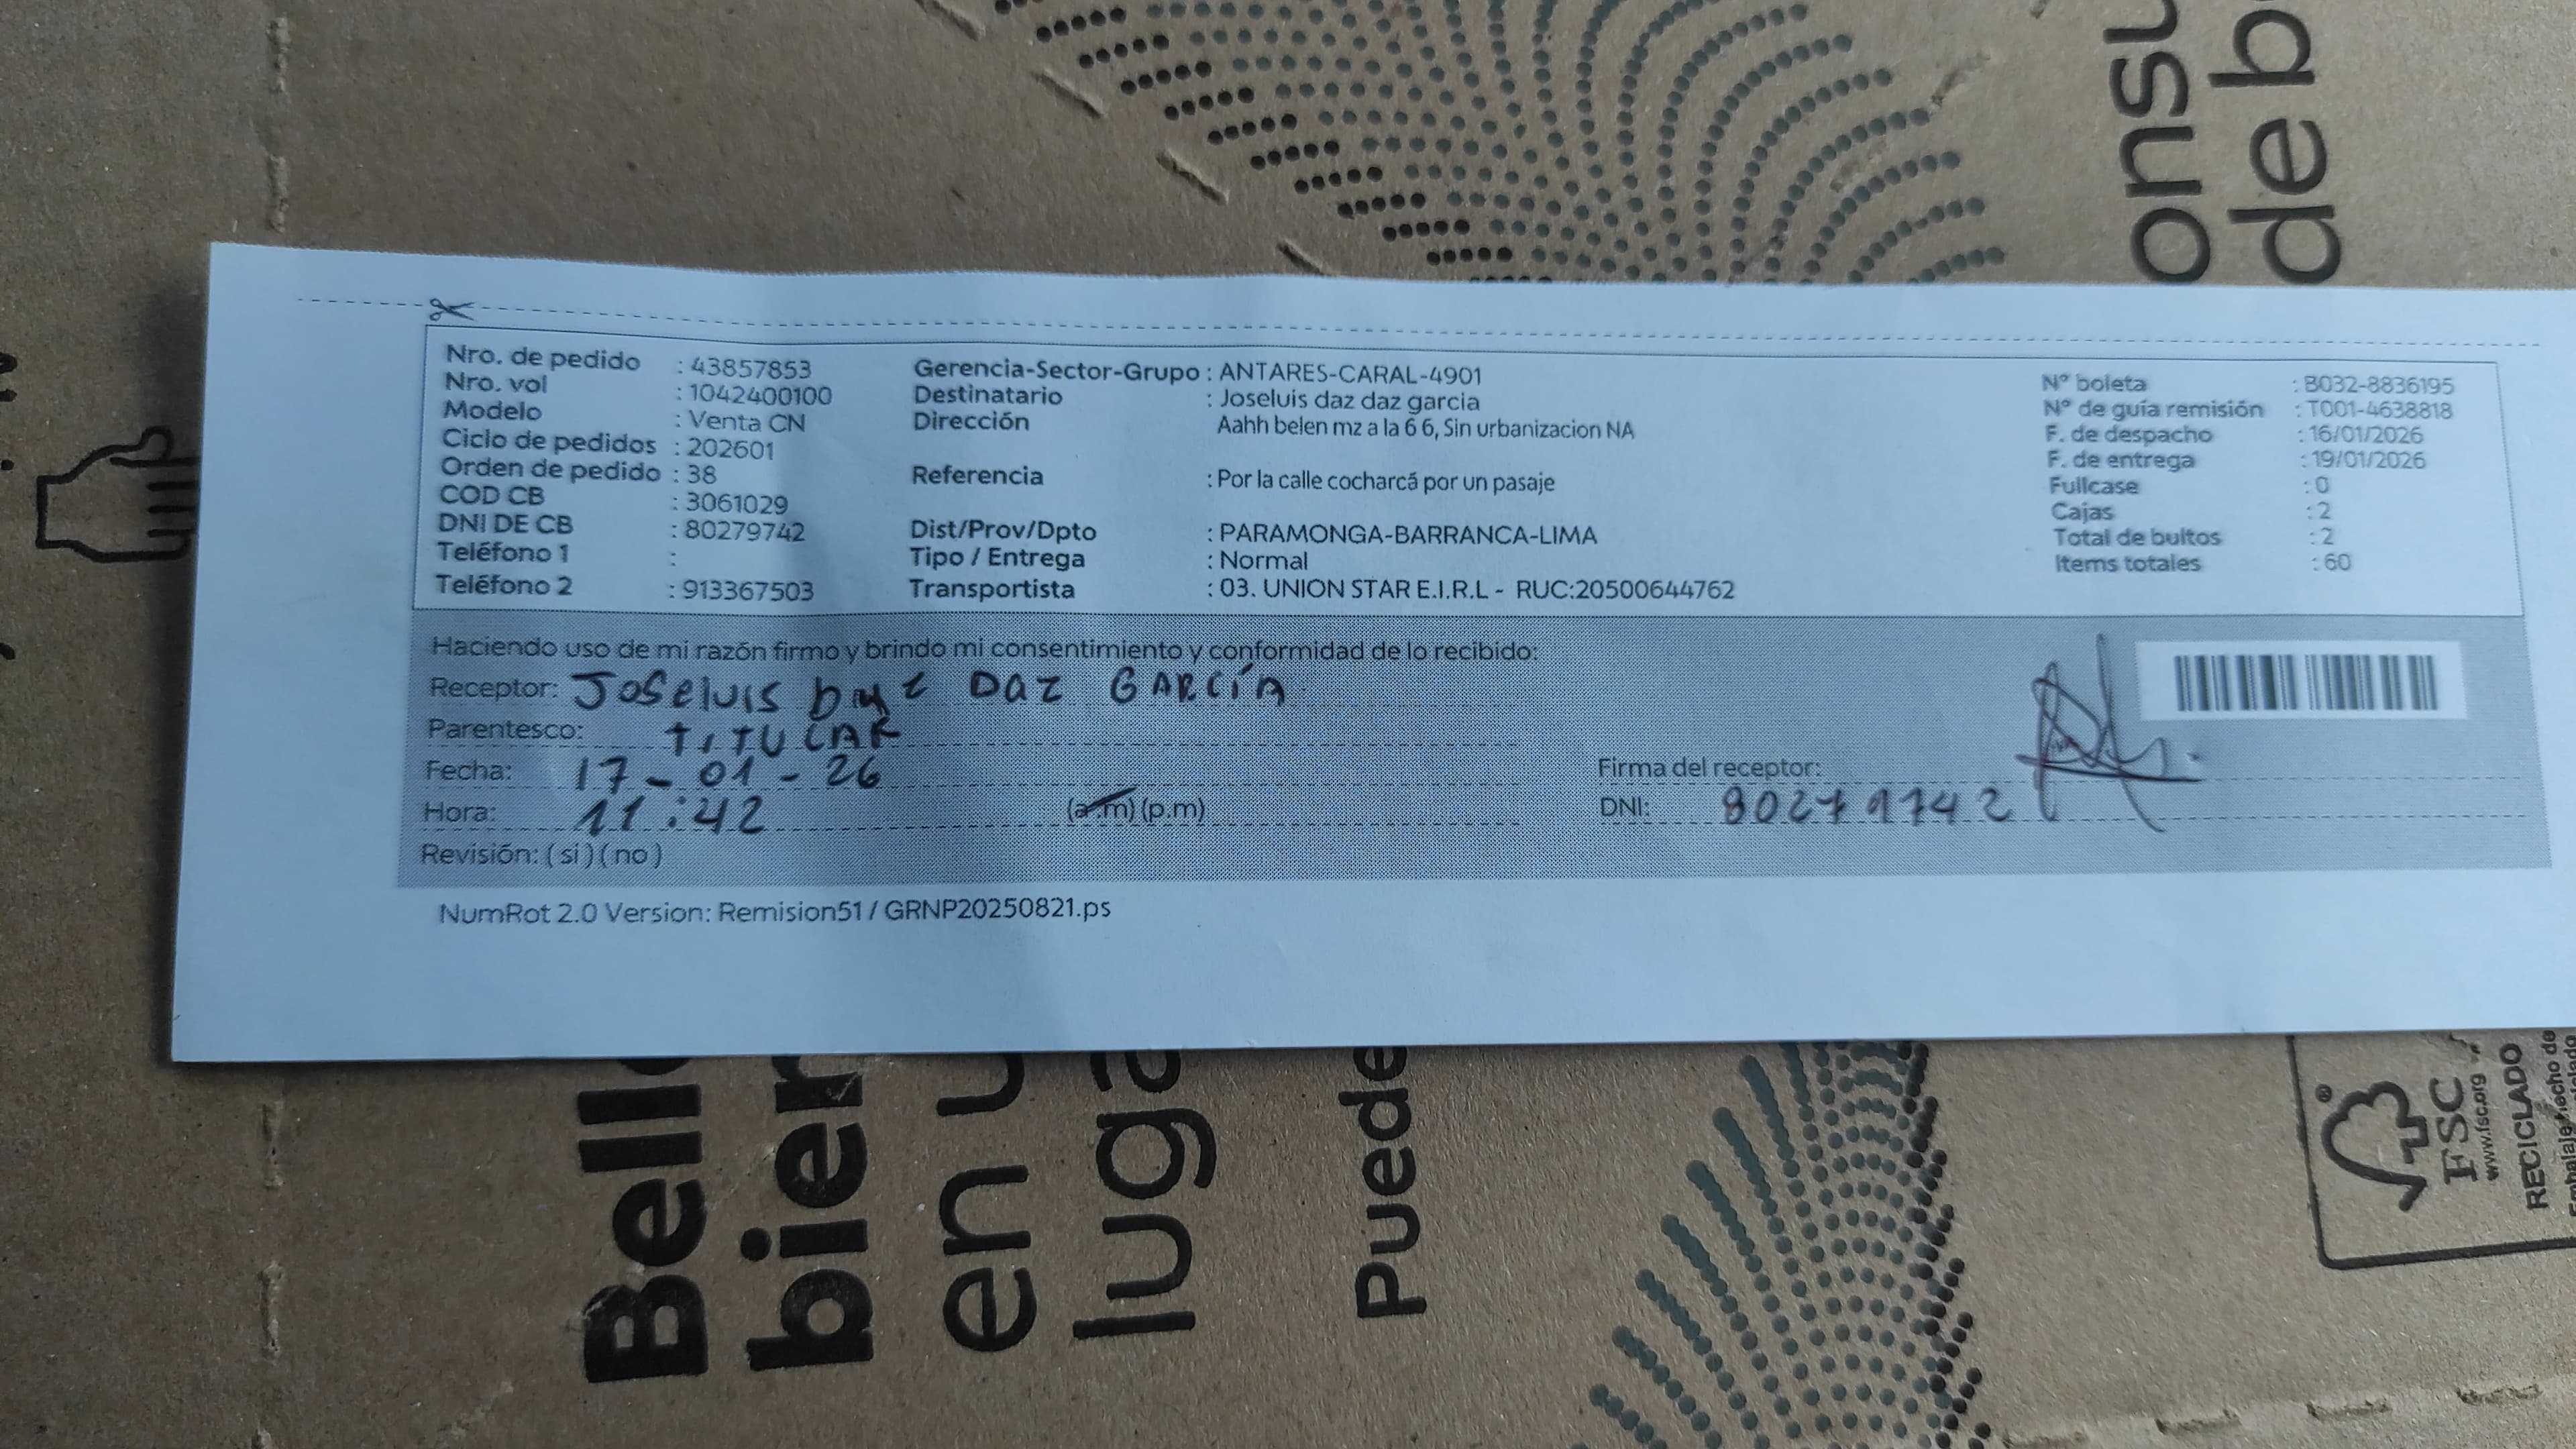 Nro. de pedido : 43857853
Nro. vol : 1042400100
Modelo : Venta CN
Ciclo de pedidos : 202601
Orden de pedido : 38
COD CB : 3061029
DNI DE CB : 80279742
Teléfono 1 :
Teléfono 2 : 913367503
Gerencia-Sector-Grupo : ANTARES-CARAL-4901
Destinatario : Joseluis daz daz garcia
Dirección Aahh belen mz a la 6 6, Sin urbanizacion NA
Referencia : Por la calle cocharcá por un pasaje
Dist/Prov/Dpto : PARAMONGA-BARRANCA-LIMA
Tipo / Entrega : Normal
Transportista : 03. UNION STAR E.I.R.L - RUC:20500644762
N° boleta : B032-8836195
N° de guía remisión : T001-4638818
F. de despacho : 16/01/2026
F. de entrega : 19/01/2026
Fullcase : 0
Cajas : 2
Total de bultos : 2
Items totales : 60
Haciendo uso de mi razón firmo y brindo mi consentimiento y conformidad de lo recibido:
Receptor: Joseluis Daz Daz GARCÍA
Parentesco: TITULAR
Fecha: 17-01-26
Hora: 11:42 (a.m) (p.m)
Revisión: (si) (no)
Firma del receptor:
DNI: 80279742
NumRot 2.0 Version: Remision51 / GRNP20250821.ps
onsu
de b
bien
en u
Puede
FSC
www.fsc.org
RECICLADO